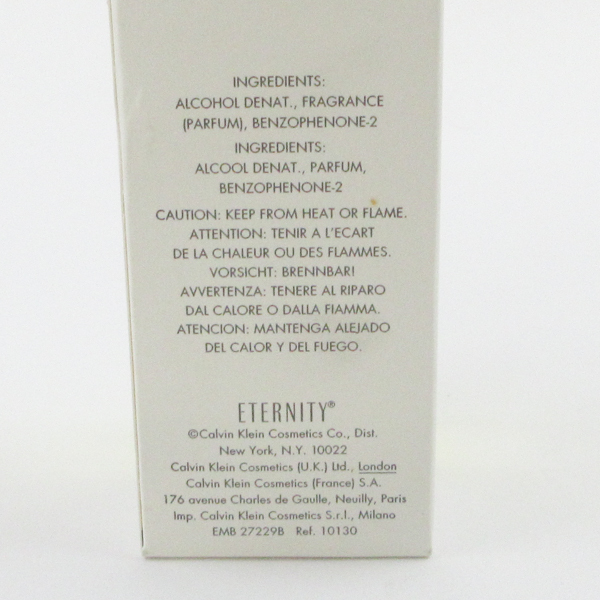 INGREDIENTS:
ALCOHOL DENAT., FRAGRANCE
(PARFUM), BENZOPHENONE-2
INGREDIENTS:
ALCOOL DENAT., PARFUM,
BENZOPHENONE-2
CAUTION: KEEP FROM HEAT OR FLAME.
ATTENTION: TENIR A L'ECART
DE LA CHALEUR OU DES FLAMMES.
VORSICHT: BRENNBAR!
AVVERTENZA: TENERE AL RIPARO
DAL CALORE O DALLA FIAMMA.
ATENCION: MANTENGA ALEJADO
DEL CALOR Y DEL FUEGO.
ETERNITY®
©Calvin Klein Cosmetics Co., Dist.
New York, N.Y. 10022
Calvin Klein Cosmetics (U.K.) Ltd., London
Calvin Klein Cosmetics (France) S.A.
176 avenue Charles de Gaulle, Neuilly, Paris
Imp. Calvin Klein Cosmetics S.r.l., Milano
EMB 27229B Ref. 10130